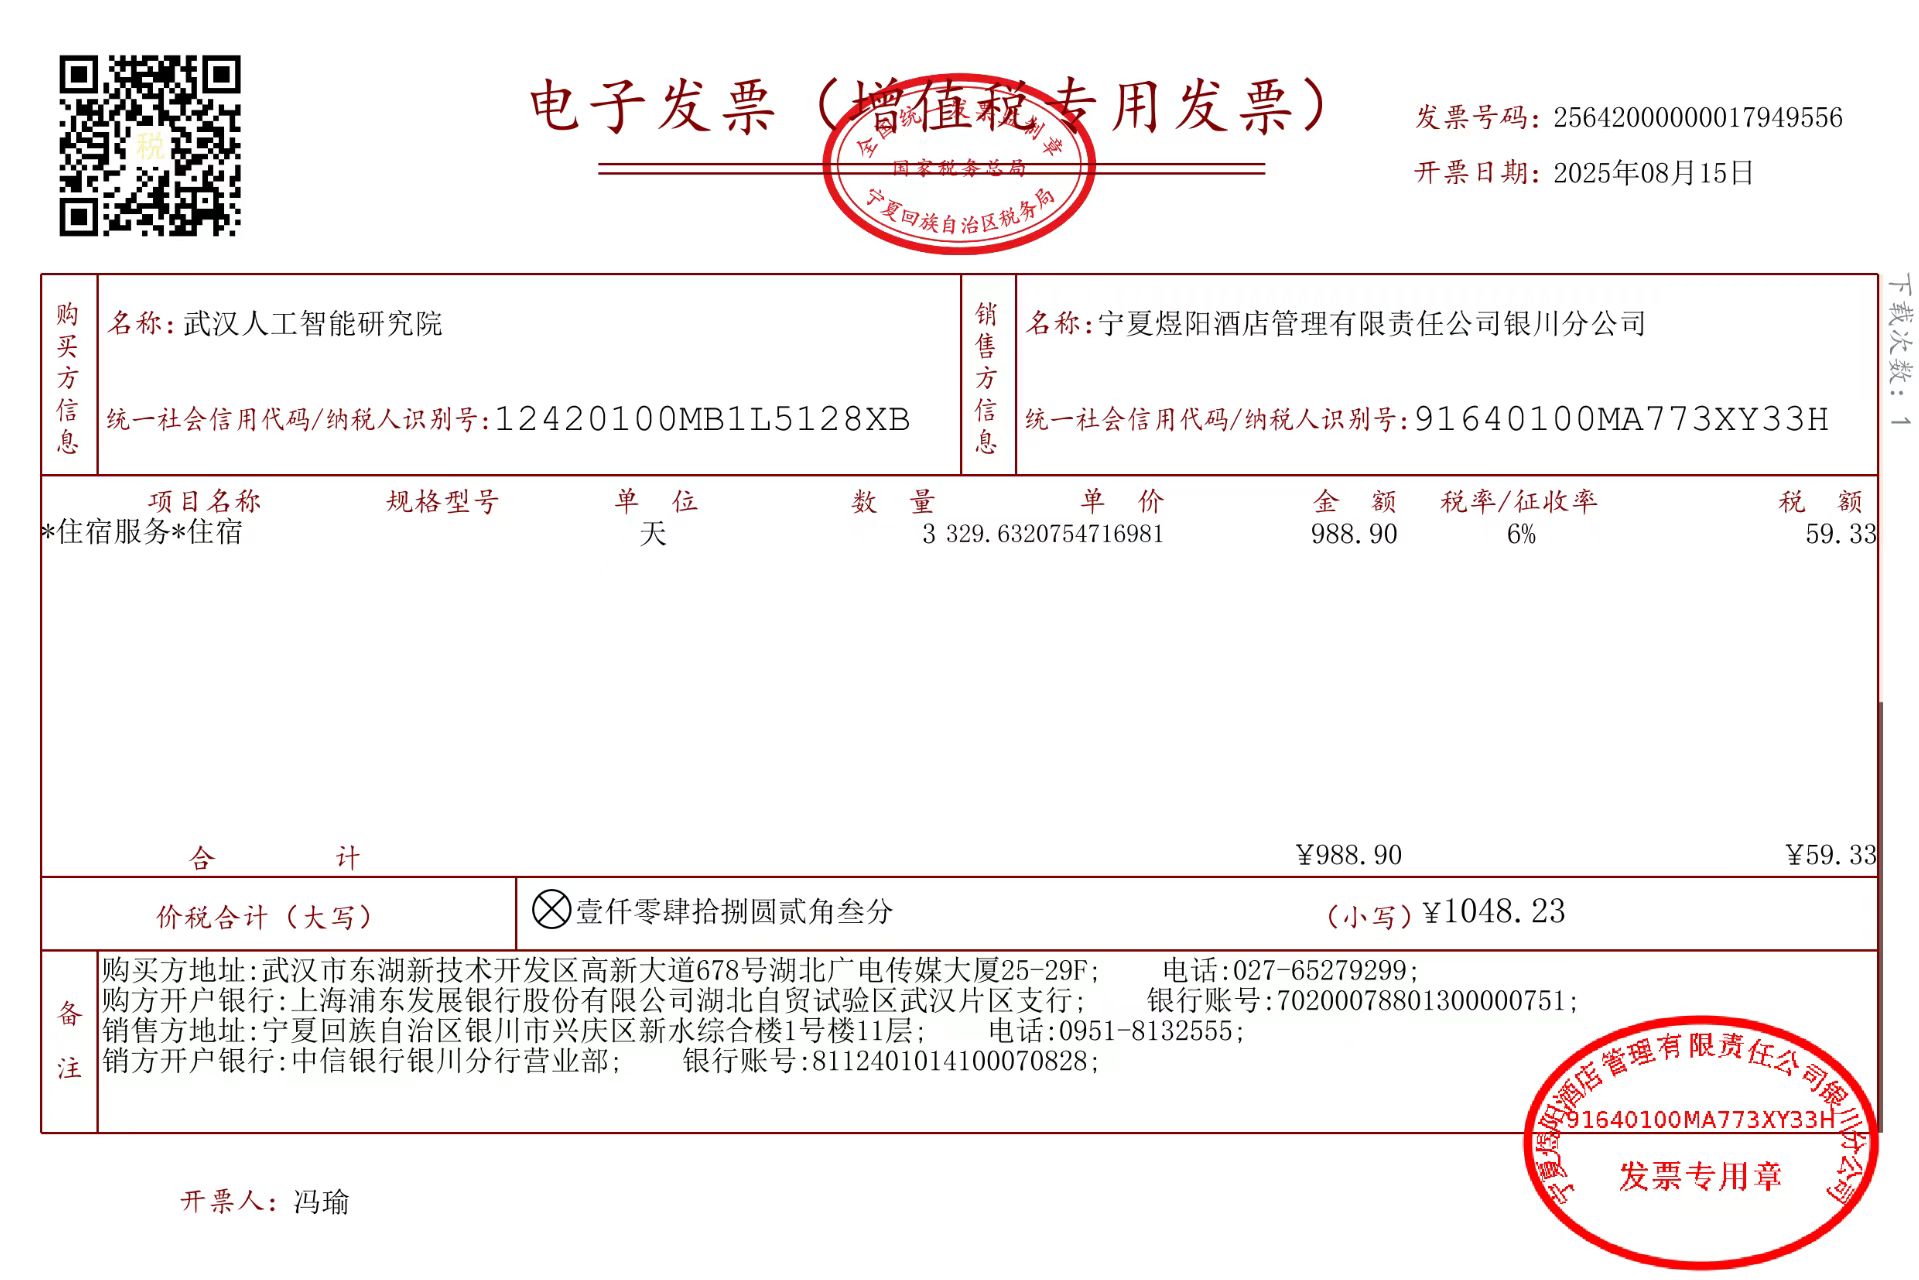 电子发票（增值税专用发票）
税
全国统一发票监制章
国家税务总局
宁夏回族自治区税务局
发票号码：25642000000017949556
开票日期：2025年08月15日
下载次数：1
购买方信息
名称：武汉人工智能研究院
统一社会信用代码/纳税人识别号：12420100MB1L5128XB
销售方信息
名称：宁夏煜阳酒店管理有限责任公司银川分公司
统一社会信用代码/纳税人识别号：91640100MA773XY33H
项目名称 规格型号 单位 数量 单价 金额 税率/征收率 税额
*住宿服务*住宿 天 3 329.6320754716981 988.90 6% 59.33
合计 ¥988.90 ¥59.33
价税合计（大写） 壹仟零肆拾捌圆贰角叁分 （小写）¥1048.23
备注
购买方地址:武汉市东湖新技术开发区高新大道678号湖北广电传媒大厦25-29F; 电话:027-65279299;
购方开户银行:上海浦东发展银行股份有限公司湖北自贸试验区武汉片区支行; 银行账号:70200078801300000751;
销售方地址:宁夏回族自治区银川市兴庆区新水综合楼1号楼11层; 电话:0951-8132555;
销方开户银行:中信银行银川分行营业部; 银行账号:8112401014100070828;
宁夏煜阳酒店管理有限责任公司银川分公司
91640100MA773XY33H
发票专用章
开票人：冯瑜